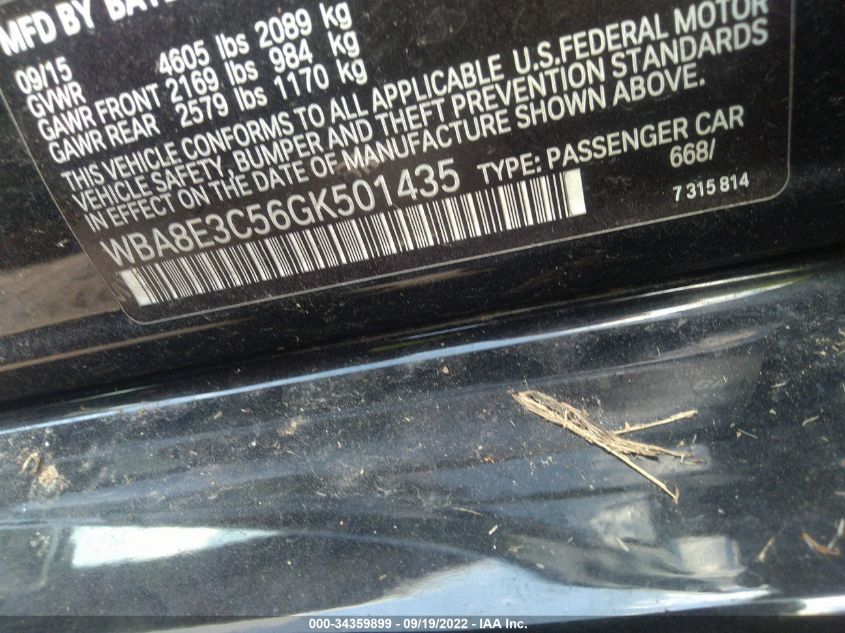 MFD BY
09/15
GVWR 4605 lbs 2089 kg
GAWR FRONT 2169 lbs 984 kg
GAWR REAR 2579 lbs 1170 kg
THIS VEHICLE CONFORMS TO ALL APPLICABLE U.S.FEDERAL MOTOR
VEHICLE SAFETY, BUMPER AND THEFT PREVENTION STANDARDS
IN EFFECT ON THE DATE OF MANUFACTURE SHOWN ABOVE.
WBA8E3C56GK501435 TYPE: PASSENGER CAR
668/
7 315 814
000-34359899 - 09/19/2022 - IAA Inc.